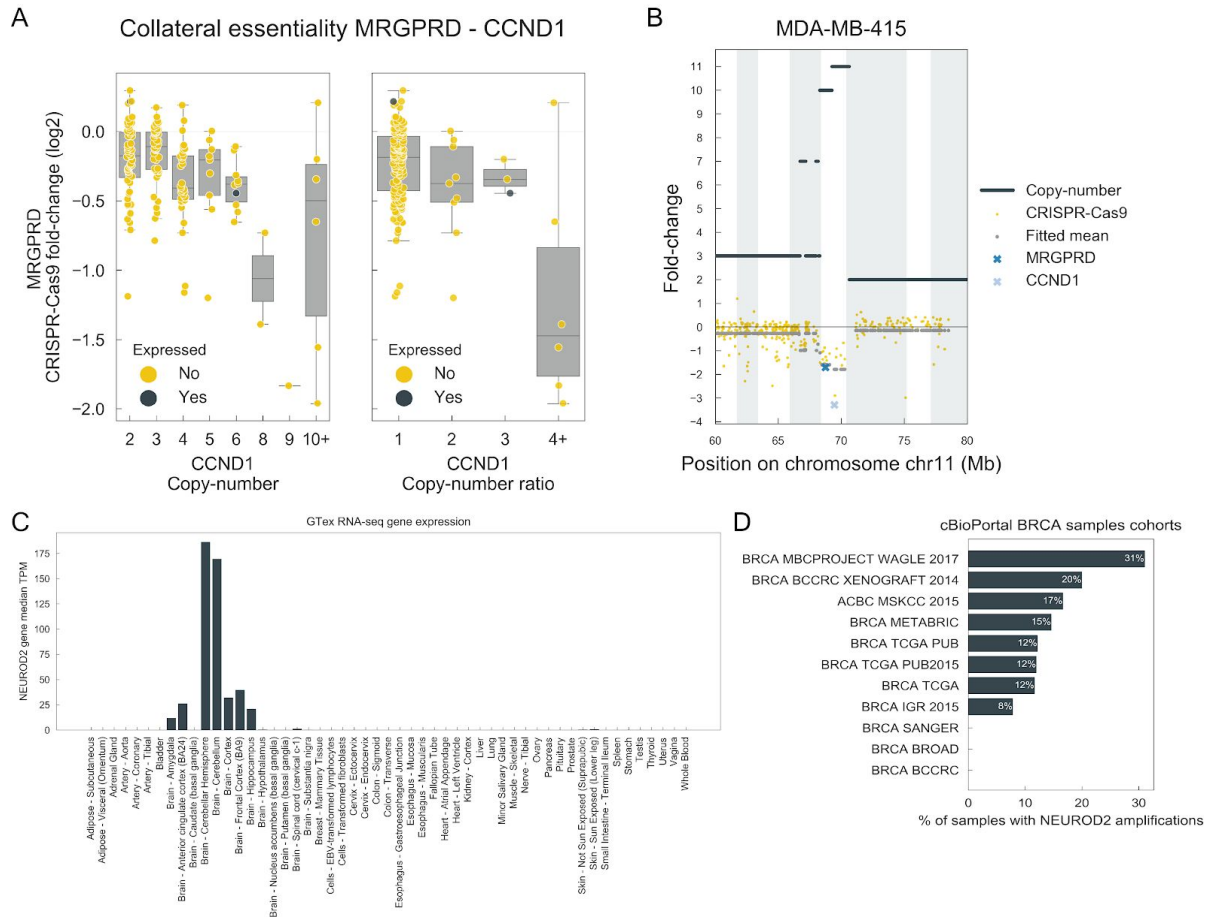 A
Collateral essentiality MRGPRD - CCND1
MRGPRD
CRISPR-Cas9 fold-change (log2)
0.0
−0.5
−1.0
−1.5
−2.0
Expressed
No
Yes
2 3 4 5 6 8 9 10+
CCND1
Copy-number
Expressed
No
Yes
1 2 3 4+
CCND1
Copy-number ratio
B
MDA-MB-415
Fold-change
11
10
9
8
7
6
5
4
3
2
1
0
−1
−2
−3
−4
60 65 70 75 80
Position on chromosome chr11 (Mb)
Copy-number
CRISPR-Cas9
Fitted mean
MRGPRD
CCND1
C
GTex RNA-seq gene expression
NEUROD2 gene median TPM
175
150
125
100
75
50
25
0
Adipose - Subcutaneous
Adipose - Visceral (Omentum)
Adrenal Gland
Artery - Aorta
Artery - Coronary
Artery - Tibial
Bladder
Brain - Amygdala
Brain - Anterior cingulate cortex (BA24)
Brain - Caudate (basal ganglia)
Brain - Cerebellar Hemisphere
Brain - Cerebellum
Brain - Cortex
Brain - Frontal Cortex (BA9)
Brain - Hippocampus
Brain - Hypothalamus
Brain - Nucleus accumbens (basal ganglia)
Brain - Putamen (basal ganglia)
Brain - Spinal cord (cervical c-1)
Brain - Substantia nigra
Breast - Mammary Tissue
Cells - EBV-transformed lymphocytes
Cells - Transformed fibroblasts
Cervix - Ectocervix
Cervix - Endocervix
Colon - Sigmoid
Colon - Transverse
Esophagus - Gastroesophageal Junction
Esophagus - Mucosa
Esophagus - Muscularis
Fallopian Tube
Heart - Atrial Appendage
Heart - Left Ventricle
Kidney - Cortex
Liver
Lung
Minor Salivary Gland
Muscle - Skeletal
Nerve - Tibial
Ovary
Pancreas
Pituitary
Prostate
Skin - Not Sun Exposed (Suprapubic)
Skin - Sun Exposed (Lower leg)
Small Intestine - Terminal Ileum
Spleen
Stomach
Testis
Thyroid
Uterus
Vagina
Whole Blood
D
cBioPortal BRCA samples cohorts
BRCA MBCPROJECT WAGLE 2017 31%
BRCA BCCRC XENOGRAFT 2014 20%
ACBC MSKCC 2015 17%
BRCA METABRIC 15%
BRCA TCGA PUB 12%
BRCA TCGA PUB2015 12%
BRCA TCGA 12%
BRCA IGR 2015 8%
BRCA SANGER
BRCA BROAD
BRCA BCCRC
0 10 20 30
% of samples with NEUROD2 amplifications